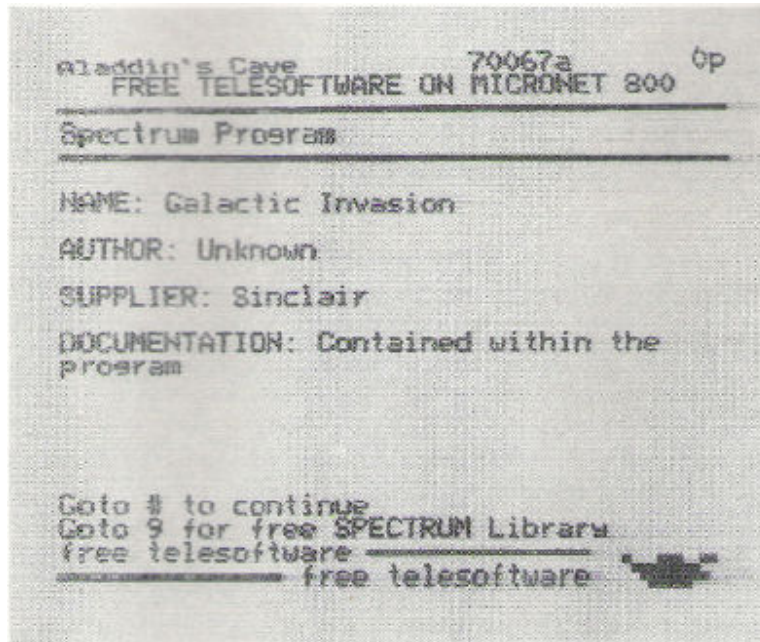 Aladdin's Cave 70067a 0p
FREE TELESOFTWARE ON MICRONET 800
Spectrum Program
NAME: Galactic Invasion
AUTHOR: Unknown
SUPPLIER: Sinclair
DOCUMENTATION: Contained within the
program
Goto # to continue
Goto 9 for free SPECTRUM Library
free telesoftware
free telesoftware